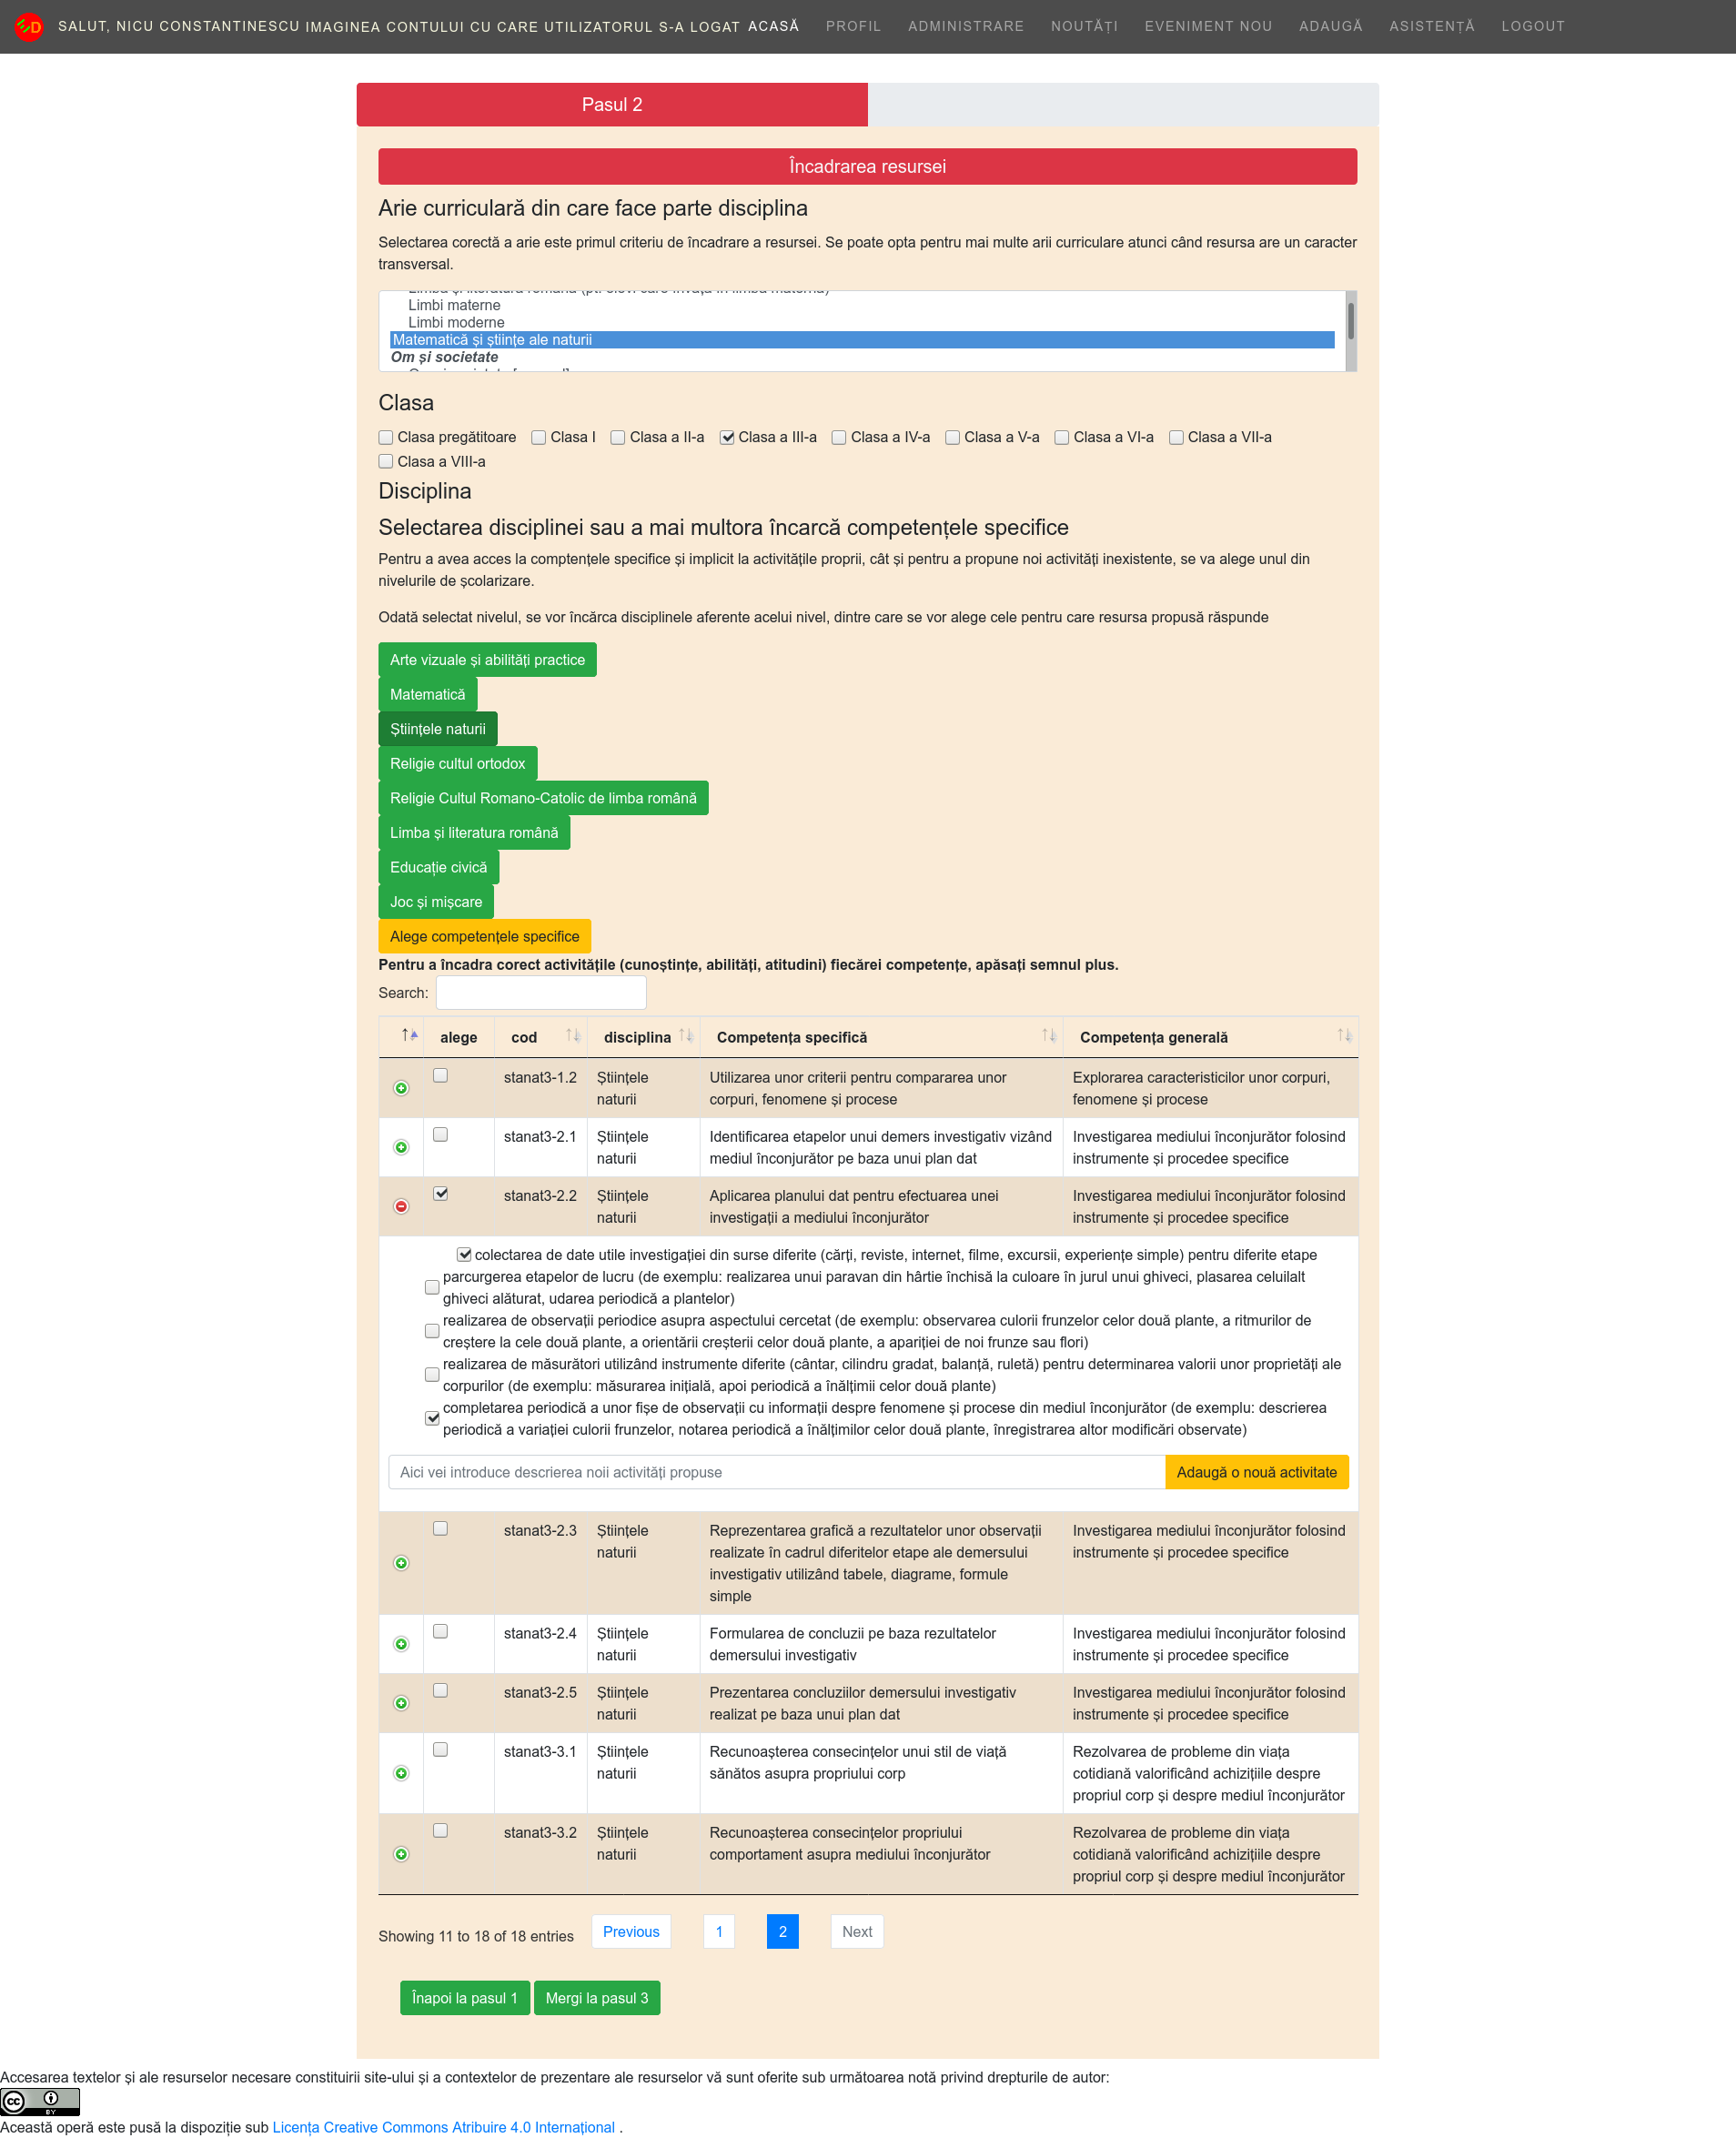 SALUT, NICU CONSTANTINESCU IMAGINEA CONTULUI CU CARE UTILIZATORUL S-A LOGAT ACASĂ PROFIL ADMINISTRARE NOUTĂȚI EVENIMENT NOU ADAUGĂ ASISTENȚĂ LOGOUT
Pasul 2
Încadrarea resursei
Arie curriculară din care face parte disciplina
Selectarea corectă a arie este primul criteriu de încadrare a resursei. Se poate opta pentru mai multe arii curriculare atunci când resursa are un caracter
transversal.
Limba și literatura română (pt. elevi care învață în limba maternă)
Limbi materne
Limbi moderne
Matematică și științe ale naturii
Om și societate
Clasa
Clasa pregătitoare Clasa I Clasa a II-a Clasa a III-a Clasa a IV-a Clasa a V-a Clasa a VI-a Clasa a VII-a
Clasa a VIII-a
Disciplina
Selectarea disciplinei sau a mai multora încarcă competențele specifice
Pentru a avea acces la comptențele specifice și implicit la activitățile proprii, cât și pentru a propune noi activități inexistente, se va alege unul din
nivelurile de școlarizare.
Odată selectat nivelul, se vor încărca disciplinele aferente acelui nivel, dintre care se vor alege cele pentru care resursa propusă răspunde
Arte vizuale și abilități practice
Matematică
Științele naturii
Religie cultul ortodox
Religie Cultul Romano-Catolic de limba română
Limba și literatura română
Educație civică
Joc și mișcare
Alege competențele specifice
Pentru a încadra corect activitățile (cunoștințe, abilități, atitudini) fiecărei competențe, apăsați semnul plus.
Search:
alege cod disciplina Competența specifică Competența generală
stanat3-1.2 Științele Utilizarea unor criterii pentru compararea unor Explorarea caracteristicilor unor corpuri,
naturii corpuri, fenomene și procese fenomene și procese
stanat3-2.1 Științele Identificarea etapelor unui demers investigativ vizând Investigarea mediului înconjurător folosind
naturii mediul înconjurător pe baza unui plan dat instrumente și procedee specifice
stanat3-2.2 Științele Aplicarea planului dat pentru efectuarea unei Investigarea mediului înconjurător folosind
naturii investigații a mediului înconjurător instrumente și procedee specifice
colectarea de date utile investigației din surse diferite (cărți, reviste, internet, filme, excursii, experiențe simple) pentru diferite etape
parcurgerea etapelor de lucru (de exemplu: realizarea unui paravan din hârtie închisă la culoare în jurul unui ghiveci, plasarea celuilalt
ghiveci alăturat, udarea periodică a plantelor)
realizarea de observații periodice asupra aspectului cercetat (de exemplu: observarea culorii frunzelor celor două plante, a ritmurilor de
creștere la cele două plante, a orientării creșterii celor două plante, a apariției de noi frunze sau flori)
realizarea de măsurători utilizând instrumente diferite (cântar, cilindru gradat, balanță, ruletă) pentru determinarea valorii unor proprietăți ale
corpurilor (de exemplu: măsurarea inițială, apoi periodică a înălțimii celor două plante)
completarea periodică a unor fișe de observații cu informații despre fenomene și procese din mediul înconjurător (de exemplu: descrierea
periodică a variației culorii frunzelor, notarea periodică a înălțimilor celor două plante, înregistrarea altor modificări observate)
Aici vei introduce descrierea noii activități propuse Adaugă o nouă activitate
stanat3-2.3 Științele Reprezentarea grafică a rezultatelor unor observații Investigarea mediului înconjurător folosind
naturii realizate în cadrul diferitelor etape ale demersului instrumente și procedee specifice
investigativ utilizând tabele, diagrame, formule
simple
stanat3-2.4 Științele Formularea de concluzii pe baza rezultatelor Investigarea mediului înconjurător folosind
naturii demersului investigativ instrumente și procedee specifice
stanat3-2.5 Științele Prezentarea concluziilor demersului investigativ Investigarea mediului înconjurător folosind
naturii realizat pe baza unui plan dat instrumente și procedee specifice
stanat3-3.1 Științele Recunoașterea consecințelor unui stil de viață Rezolvarea de probleme din viața
naturii sănătos asupra propriului corp cotidiană valorificând achizițiile despre
propriul corp și despre mediul înconjurător
stanat3-3.2 Științele Recunoașterea consecințelor propriului Rezolvarea de probleme din viața
naturii comportament asupra mediului înconjurător cotidiană valorificând achizițiile despre
propriul corp și despre mediul înconjurător
Showing 11 to 18 of 18 entries Previous 1 2 Next
Înapoi la pasul 1 Mergi la pasul 3
Accesarea textelor și ale resurselor necesare constituirii site-ului și a contextelor de prezentare ale resurselor vă sunt oferite sub următoarea notă privind drepturile de autor:
cc BY
Această operă este pusă la dispoziție sub Licența Creative Commons Atribuire 4.0 Internațional .